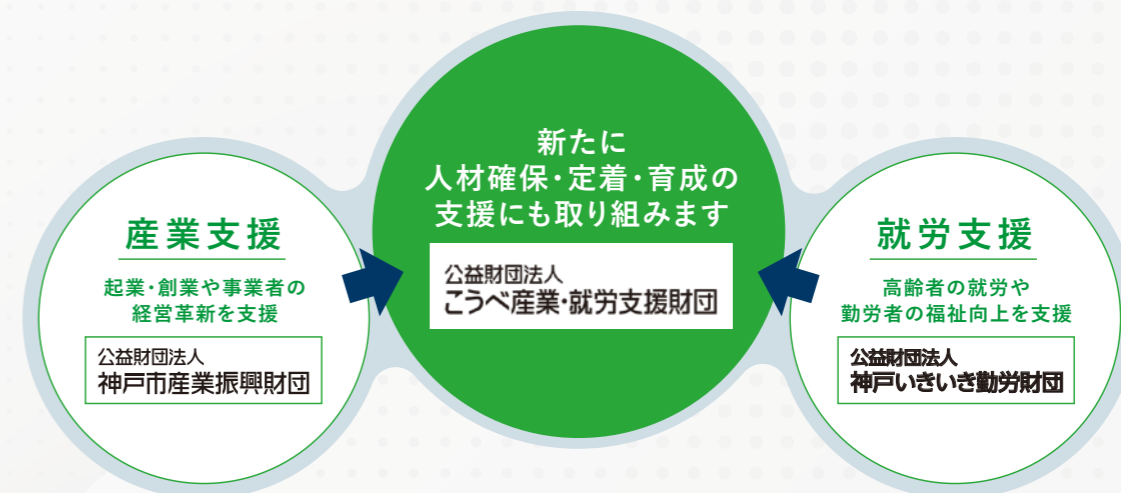 新たに
人材確保・定着・育成の
支援にも取り組みます
公益財団法人
こうべ産業・就労支援財団
産業支援
起業・創業や事業者の
経営革新を支援
公益財団法人
神戸市産業振興財団
就労支援
高齢者の就労や
勤労者の福祉向上を支援
公益財団法人
神戸いきいき勤労財団